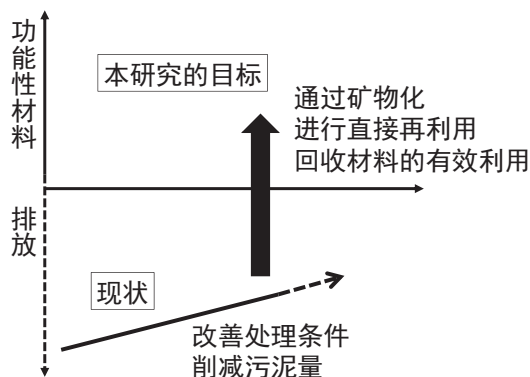 功能性材料
本研究的目标
通过矿物化
进行直接再利用
回收材料的有效利用
排放
现状
改善处理条件
削减污泥量